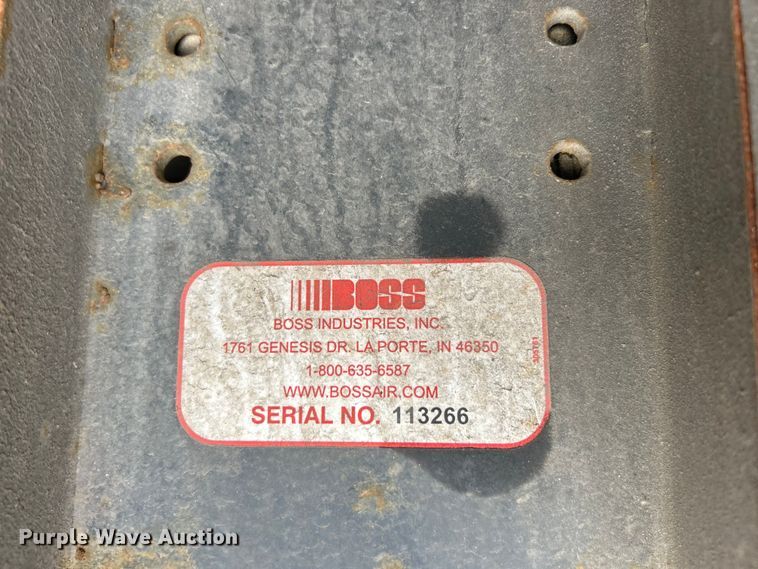 BOSS
BOSS INDUSTRIES, INC.
1761 GENESIS DR. LA PORTE, IN 46350
1-800-635-6587
WWW.BOSSAIR.COM
SERIAL NO. 113266
Purple Wave Auction